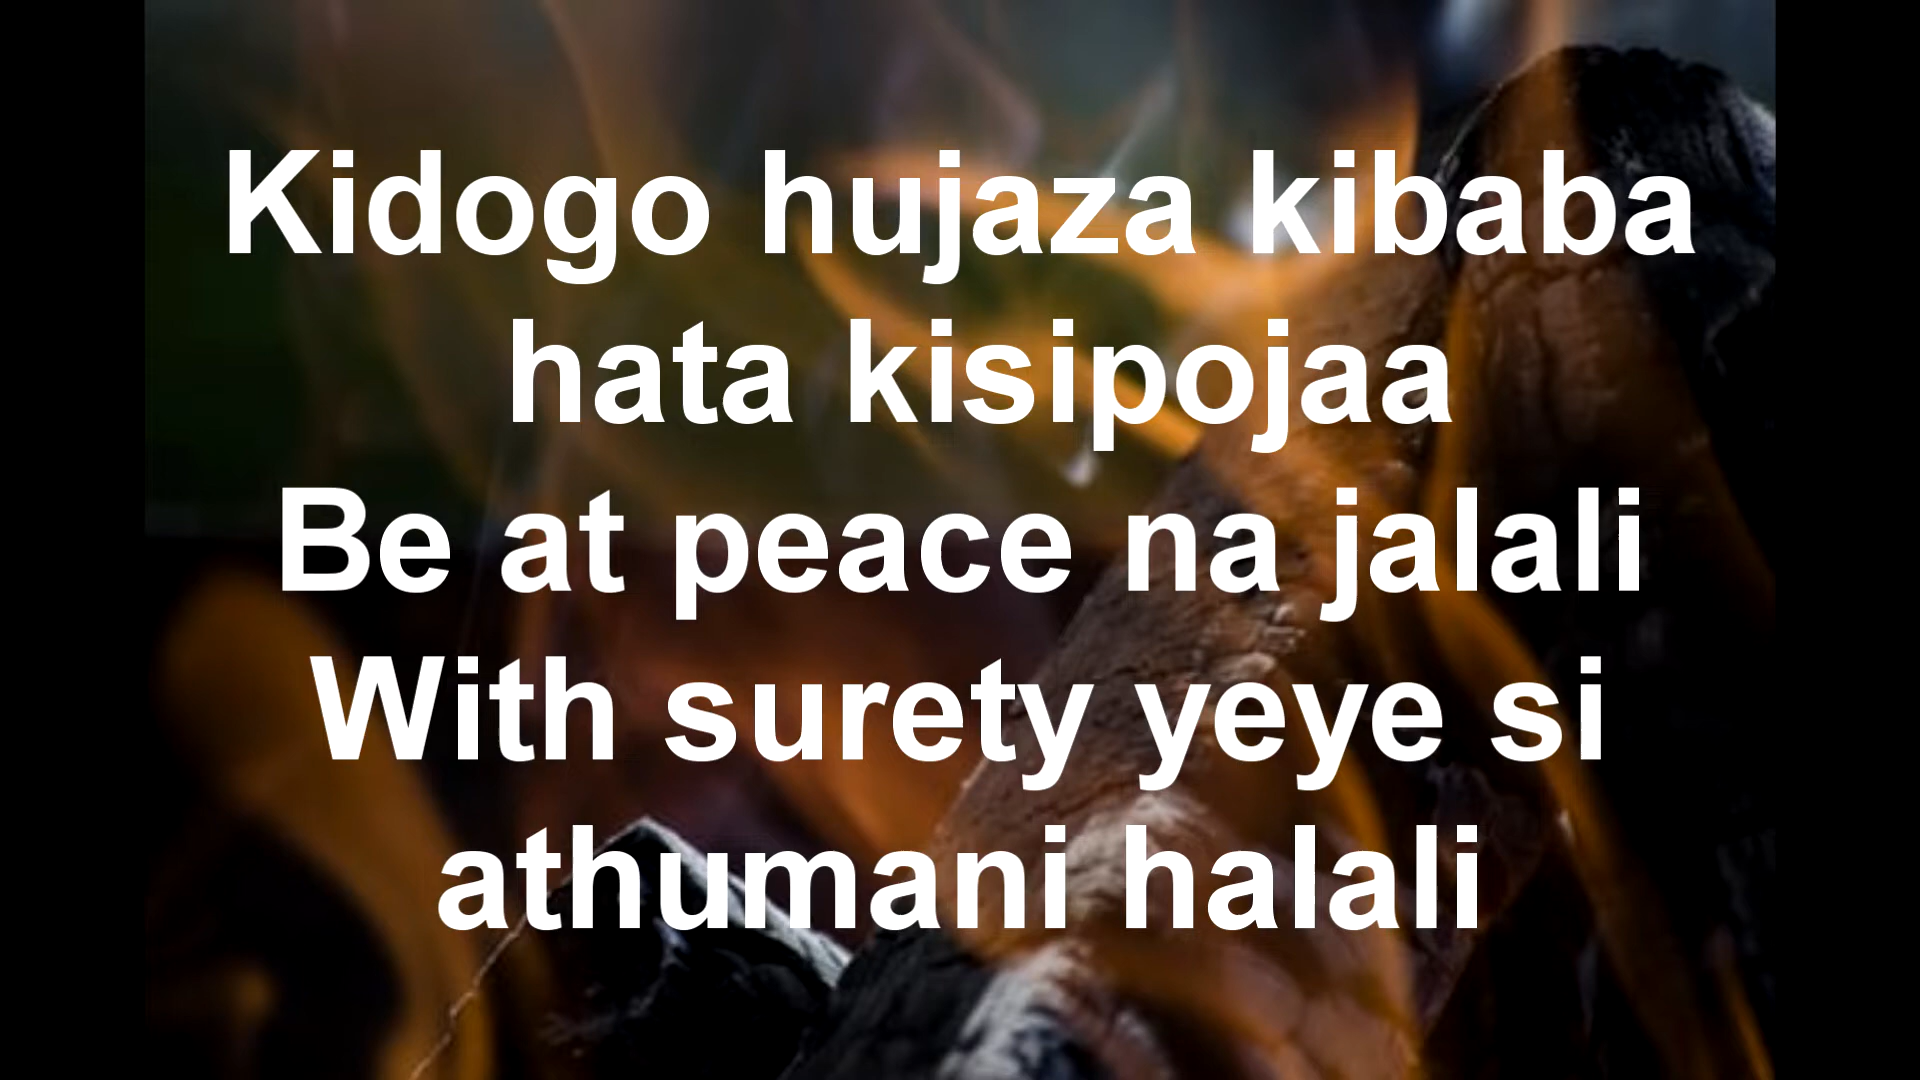 Kidogo hujaza kibaba
hata kisipojaa
Be at peace na jalali
With surety yeye si
athumani halali